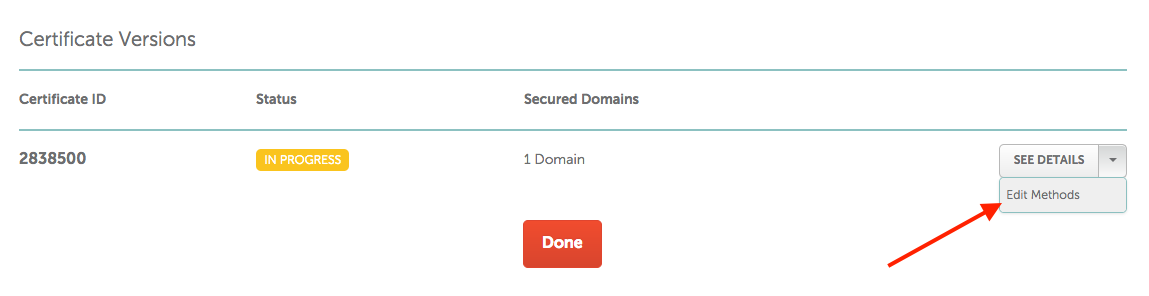 Certificate Versions
Certificate ID Status Secured Domains
2838500 IN PROGRESS 1 Domain SEE DETAILS
Edit Methods
Done